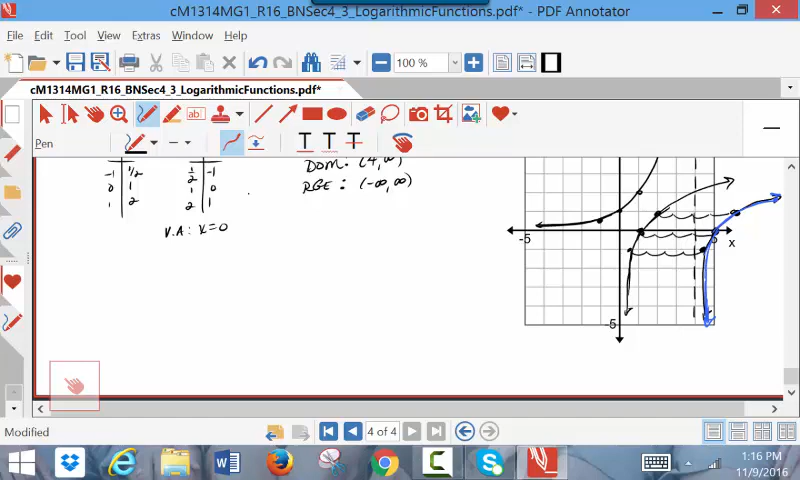 cM1314MG1_R16_BNSec4_3_LogarithmicFunctions.pdf* - PDF Annotator
File Edit Tool View Extras Window Help
100 %
cM1314MG1_R16_BNSec4_3_LogarithmicFunctions.pdf*
ab
Pen
T T T
DOM: (4, ∞)
RGE: (-∞, ∞)
-1 1/2
0 1
1 2
1/2 -1
1 0
2 1
V.A: x=0
-5
5
x
-5
4 of 4
Modified
1:16 PM
11/9/2016